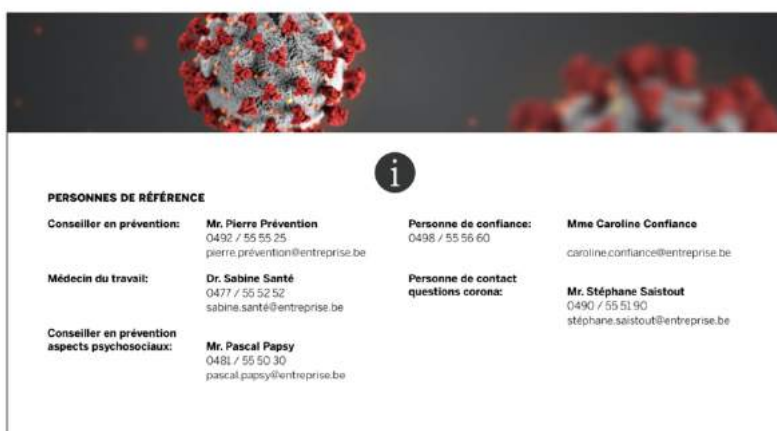 i
PERSONNES DE RÉFÉRENCE
Conseiller en prévention:
Mr. Pierre Prévention
0492 / 55 55 25
pierre.prévention@entreprise.be
Médecin du travail:
Dr. Sabine Santé
0477 / 55 52 52
sabine.santé@entreprise.be
Conseiller en prévention
aspects psychosociaux:
Mr. Pascal Papsy
0481 / 55 50 30
pascal.papsy@entreprise.be
Personne de confiance:
0498 / 55 56 60
Mme Caroline Confiance
caroline.confiance@entreprise.be
Personne de contact
questions corona:
Mr. Stéphane Saistout
0490 / 55 51 90
stéphane.saistout@entreprise.be